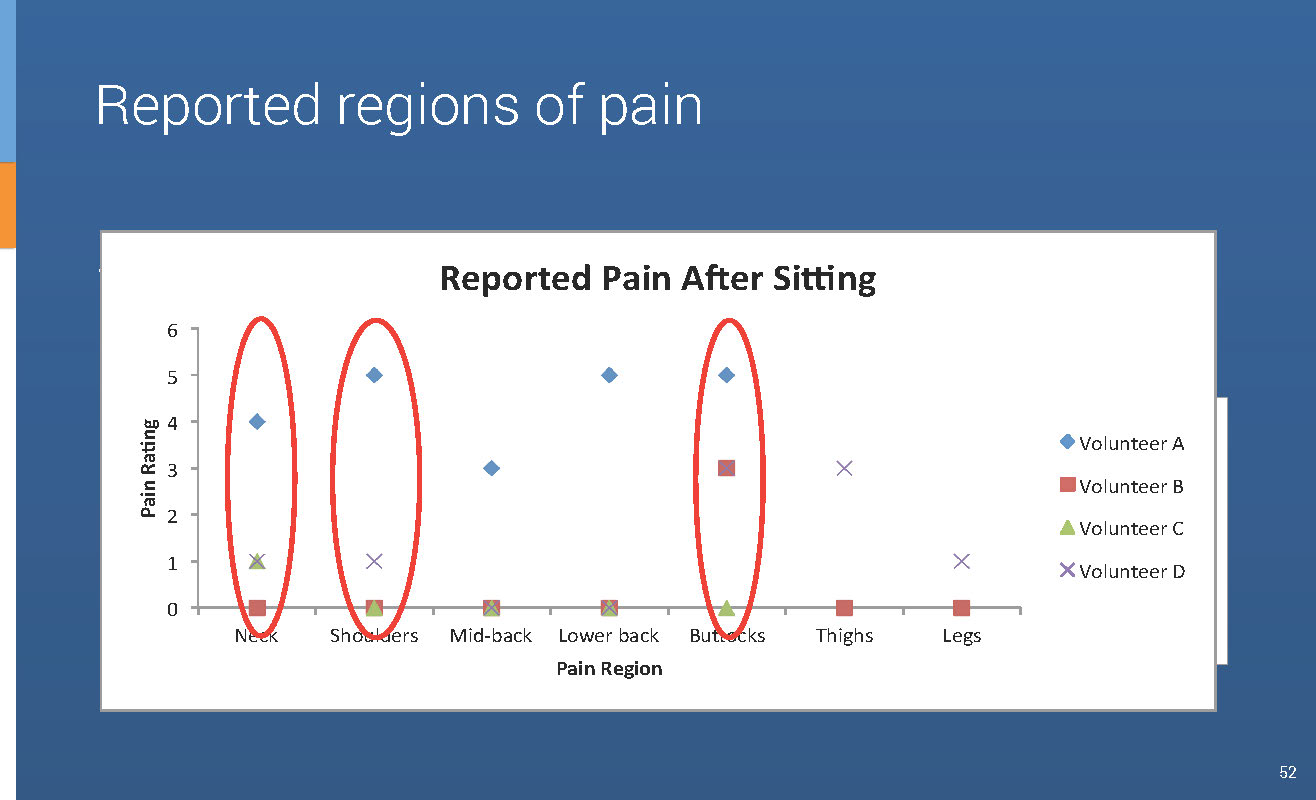 Reported regions of pain
Reported Pain After Sitting
6
5
4
3
2
1
0
Pain Rating
Neck Shoulders Mid-back Lower back Buttocks Thighs Legs
Pain Region
Volunteer A
Volunteer B
Volunteer C
Volunteer D
52